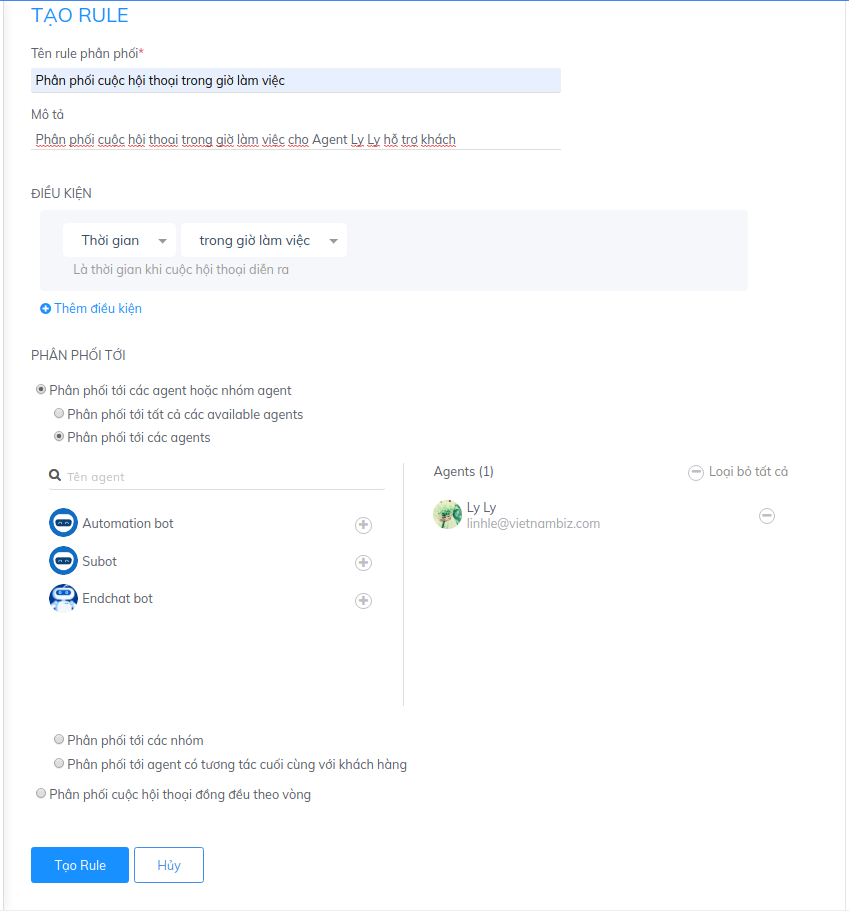 TẠO RULE
Tên rule phân phối*
Phân phối cuộc hội thoại trong giờ làm việc
Mô tả
Phân phối cuộc hội thoại trong giờ làm việc cho Agent Ly Ly hỗ trợ khách
ĐIỀU KIỆN
Thời gian trong giờ làm việc
Là thời gian khi cuộc hội thoại diễn ra
Thêm điều kiện
PHÂN PHỐI TỚI
Phân phối tới các agent hoặc nhóm agent
Phân phối tới tất cả các available agents
Phân phối tới các agents
Tên agent
Automation bot
Subot
Endchat bot
Agents (1) Loại bỏ tất cả
Ly Ly
linhle@vietnambiz.com
Phân phối tới các nhóm
Phân phối tới agent có tương tác cuối cùng với khách hàng
Phân phối cuộc hội thoại đồng đều theo vòng
Tạo Rule Hủy